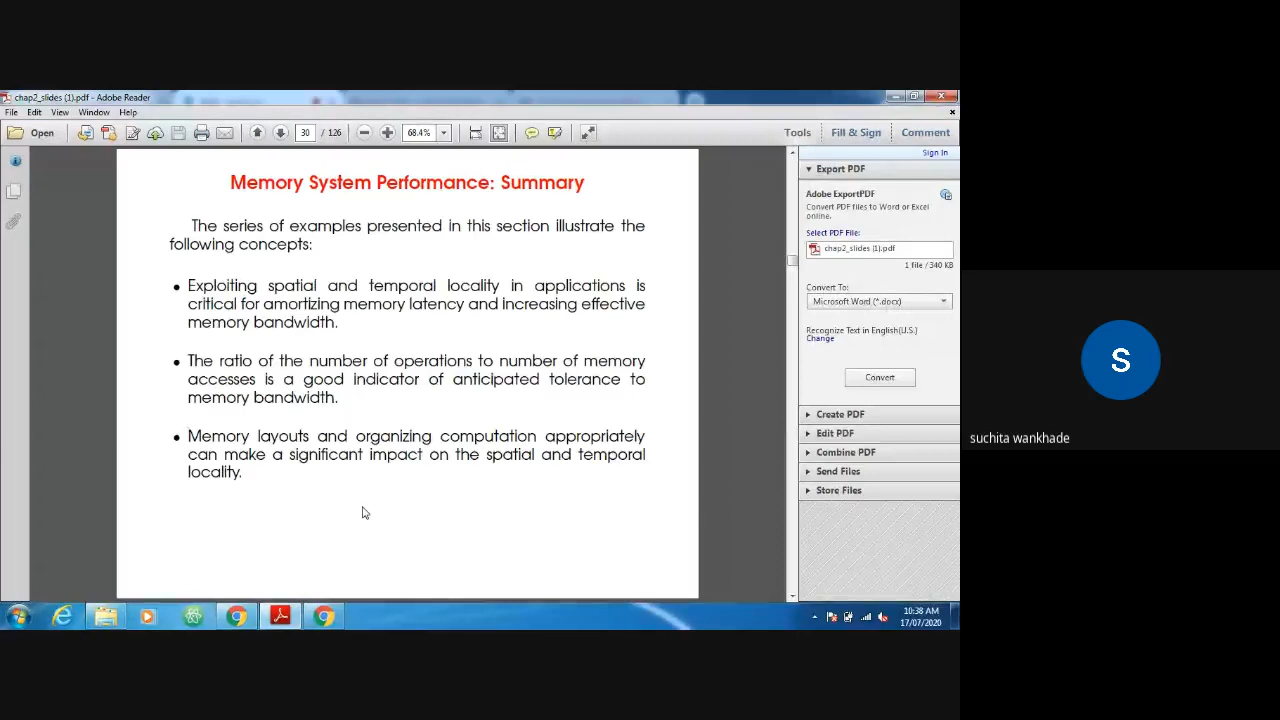 chap2_slides (1).pdf - Adobe Reader
File Edit View Window Help
Open 30 / 126 68.4% Tools Fill & Sign Comment
Sign In
Memory System Performance: Summary
The series of examples presented in this section illustrate the
following concepts:
• Exploiting spatial and temporal locality in applications is
critical for amortizing memory latency and increasing effective
memory bandwidth.
• The ratio of the number of operations to number of memory
accesses is a good indicator of anticipated tolerance to
memory bandwidth.
• Memory layouts and organizing computation appropriately
can make a significant impact on the spatial and temporal
locality.
Export PDF
Adobe ExportPDF
Convert PDF files to Word or Excel
online.
Select PDF File:
chap2_slides (1).pdf
1 file / 340 KB
Convert To:
Microsoft Word (*.docx)
Recognize Text in English(U.S.)
Change
Convert
Create PDF
Edit PDF
Combine PDF
Send Files
Store Files
10:38 AM
17/07/2020
S
suchita wankhade